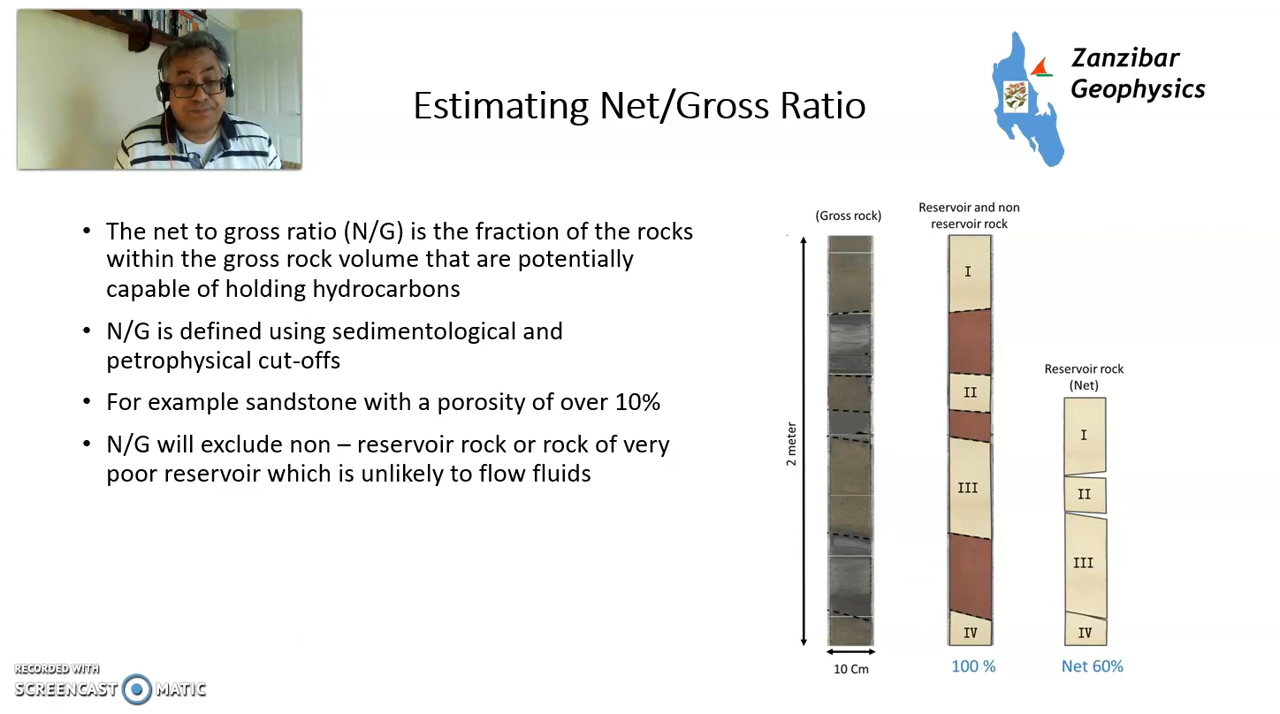 Zanzibar
Geophysics
Estimating Net/Gross Ratio
• The net to gross ratio (N/G) is the fraction of the rocks
within the gross rock volume that are potentially
capable of holding hydrocarbons
• N/G is defined using sedimentological and
petrophysical cut-offs
• For example sandstone with a porosity of over 10%
• N/G will exclude non – reservoir rock or rock of very
poor reservoir which is unlikely to flow fluids
(Gross rock)
2 meter
10 Cm
Reservoir and non
reservoir rock
I
II
III
IV
100 %
Reservoir rock
(Net)
I
II
III
IV
Net 60%
RECORDED WITH
SCREENCAST MATIC